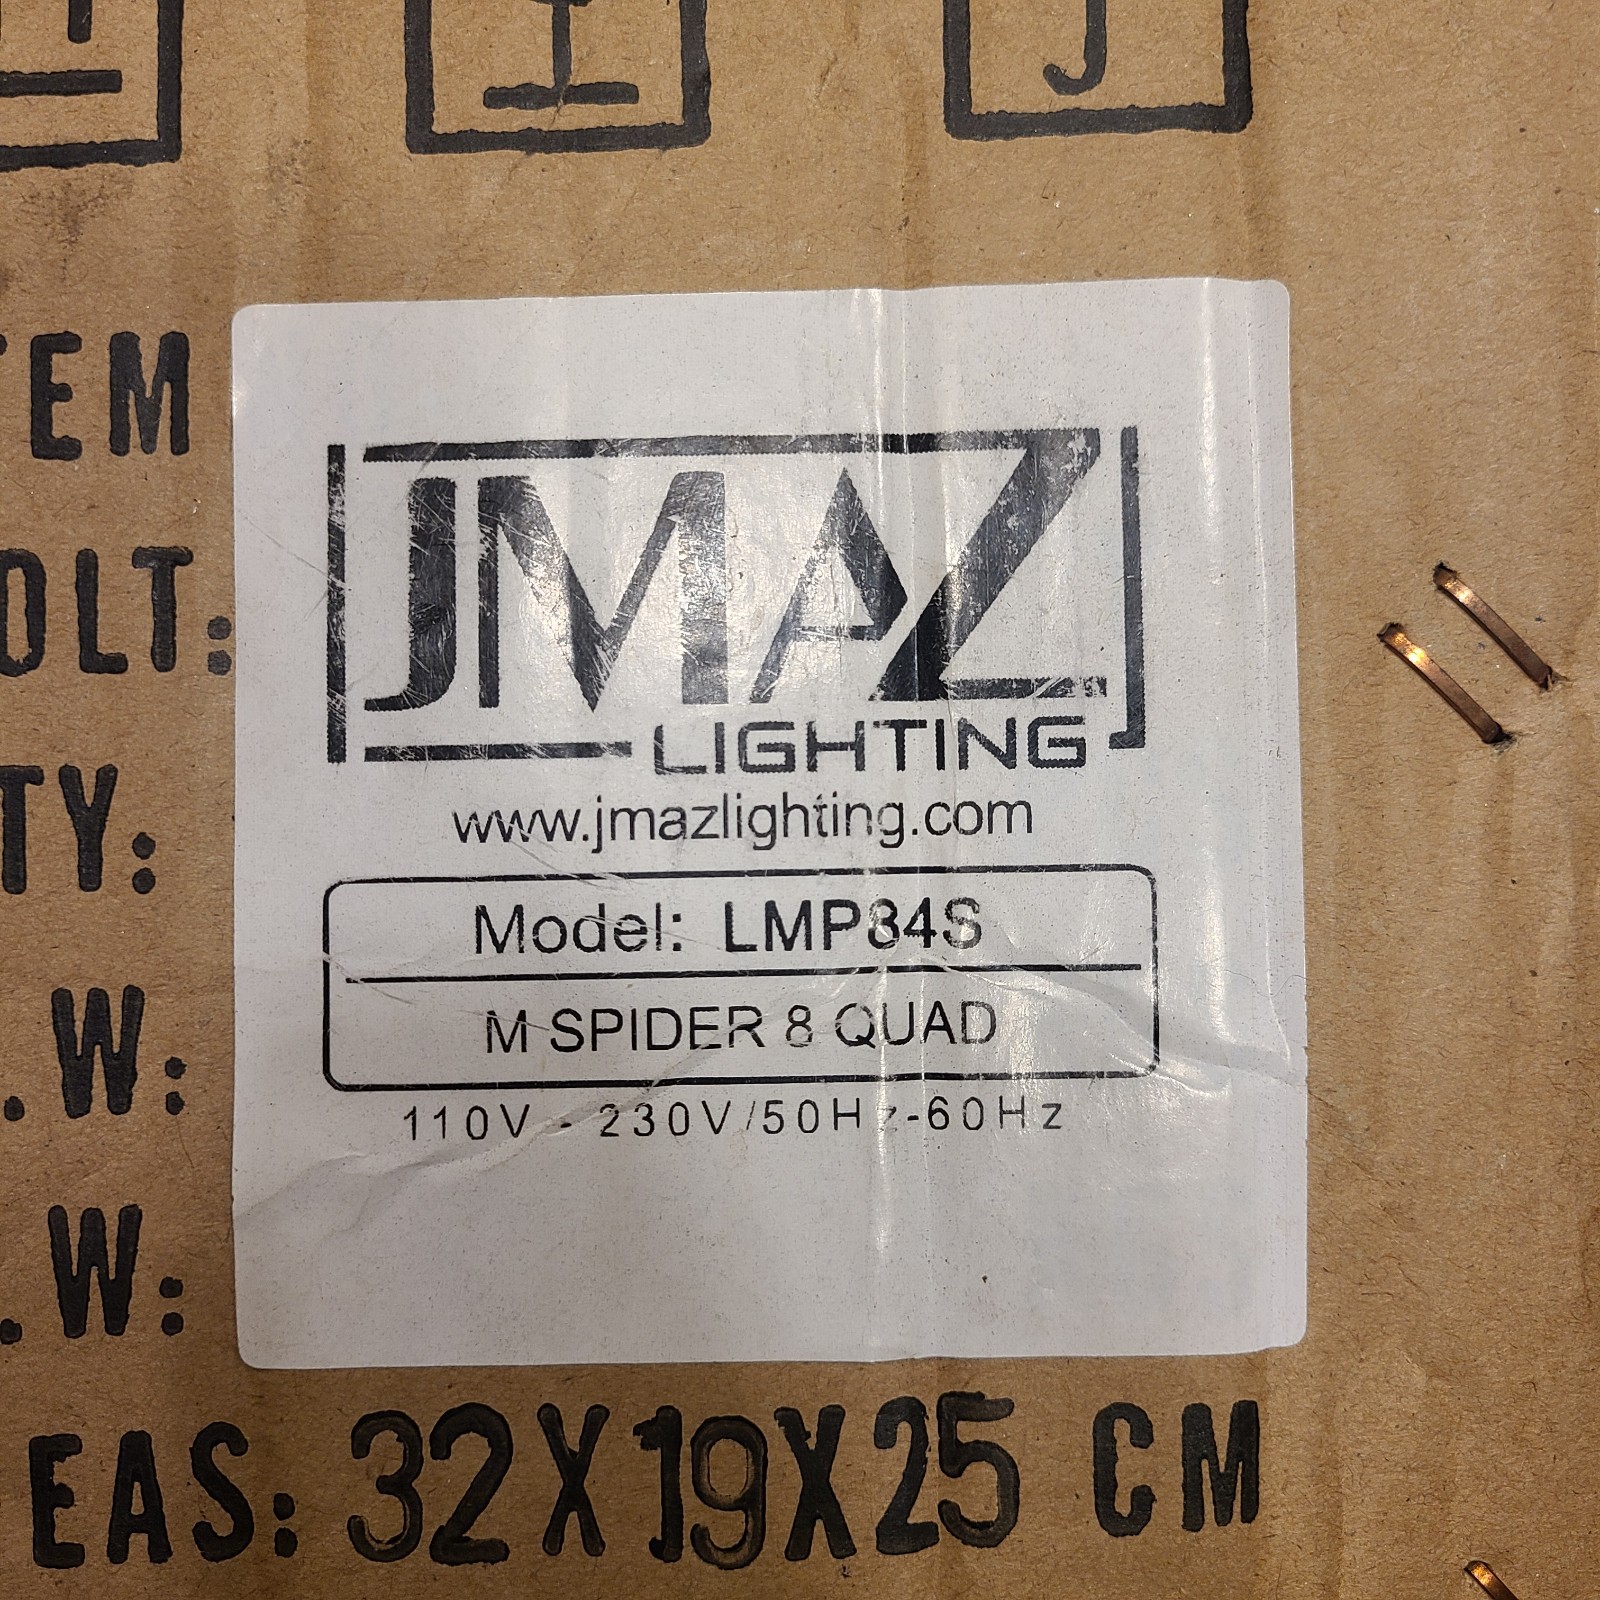 EM
OLT:
TY:
.W:
.W:
EAS: 32X19X25 CM
JMAZ
LIGHTING
www.jmazlighting.com
Model: LMP84S
M SPIDER 8 QUAD
110V - 230V/50Hz-60Hz